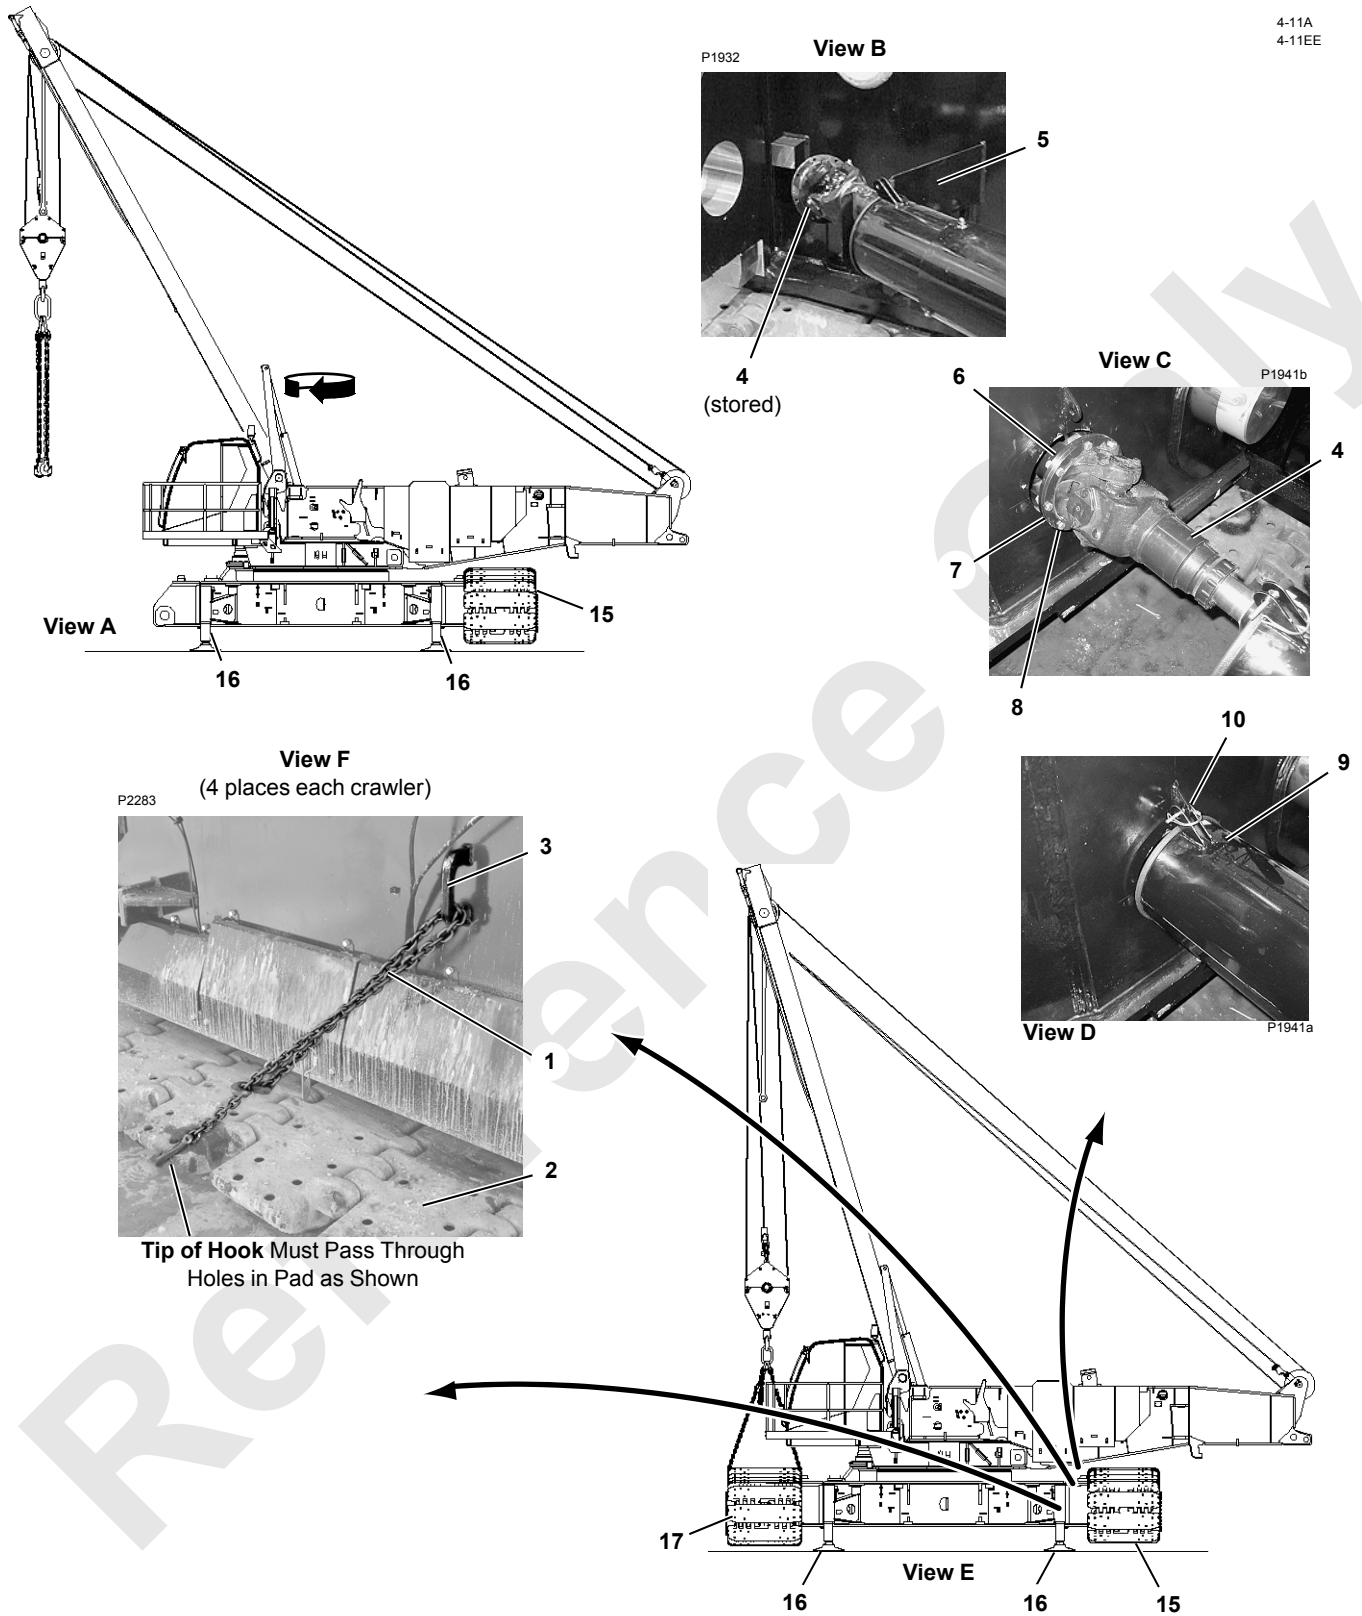 4-11A
4-11EE
View B
P1932
5
4
(stored)
View C
P1941b
6
4
7
8
View A
15
16
16
10
9
View D
P1941a
View F
(4 places each crawler)
P2283
3
1
2
Tip of Hook Must Pass Through
Holes in Pad as Shown
17
View E
16
16
15
Reference Only